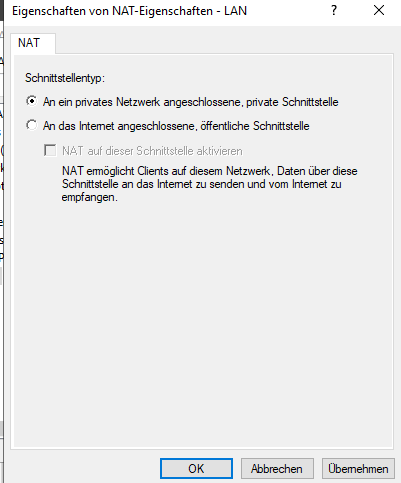 Eigenschaften von NAT-Eigenschaften - LAN
?
NAT
Schnittstellentyp:
An ein privates Netzwerk angeschlossene, private Schnittstelle
An das Internet angeschlossene, öffentliche Schnittstelle
NAT auf dieser Schnittstelle aktivieren
NAT ermöglicht Clients auf diesem Netzwerk, Daten über diese
Schnittstelle an das Internet zu senden und vom Internet zu
empfangen.
OK
Abbrechen
Übernehmen